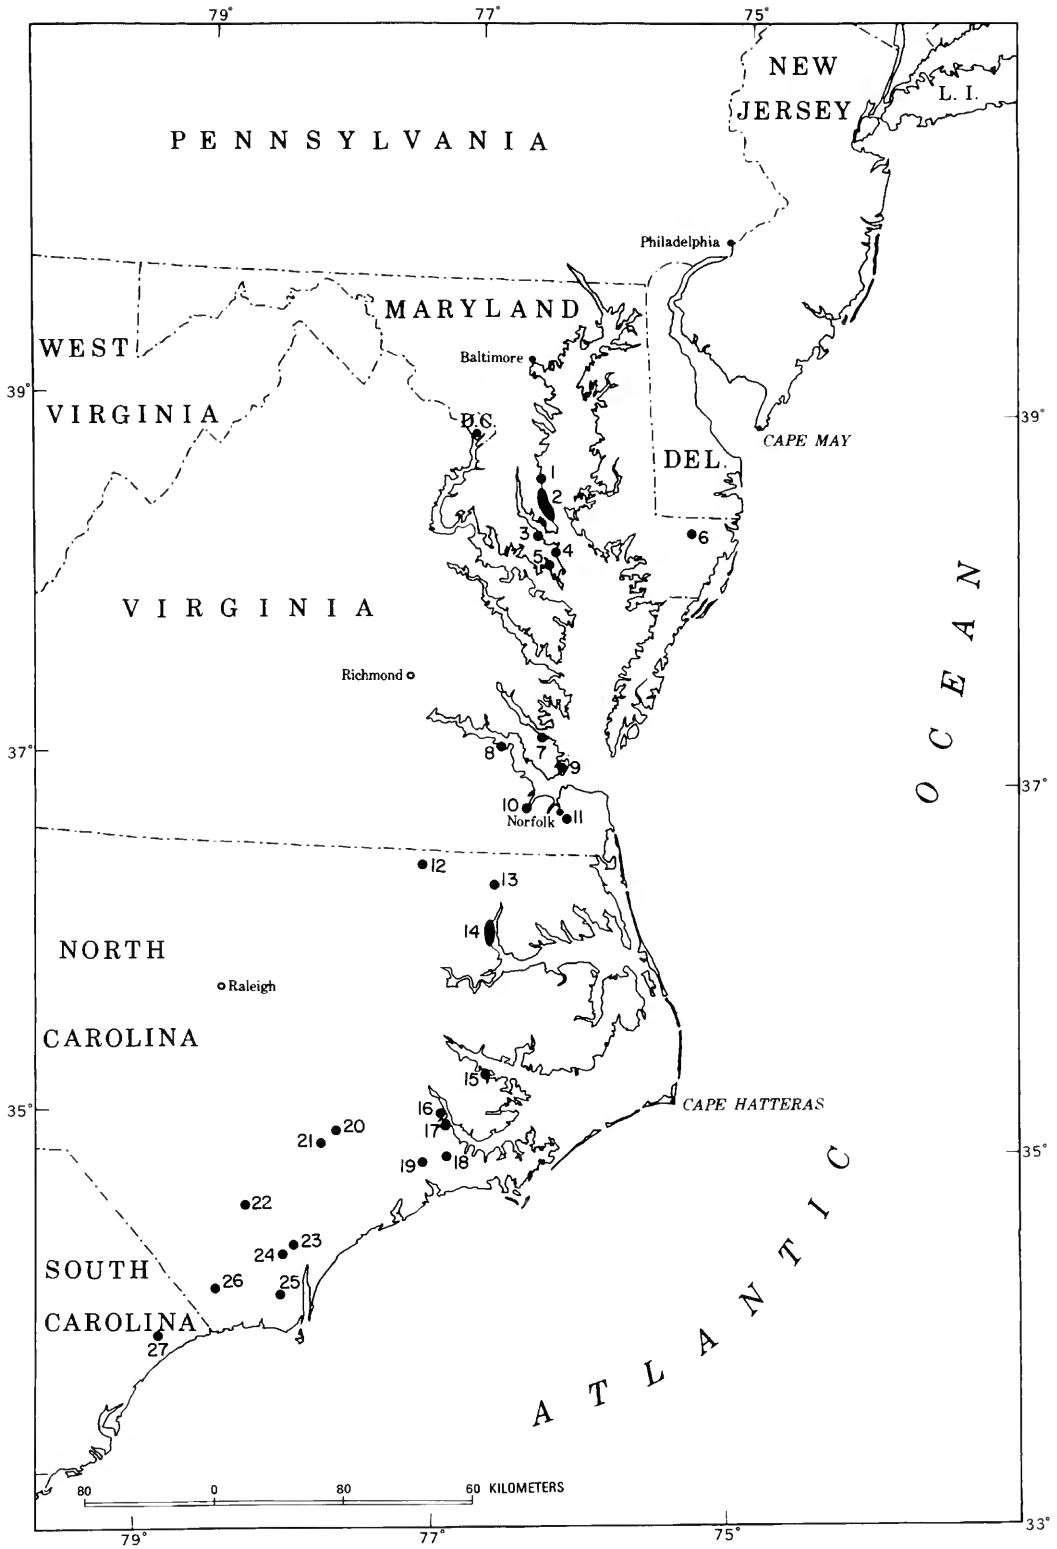 79° 77° 75°
NEW
JERSEY
L. I.
PENNSYLVANIA
Philadelphia
MARYLAND
WEST
Baltimore
39°
VIRGINIA
D.C.
39°
CAPE MAY
DEL.
1
2
3
4
5
6
VIRGINIA
Richmond
37°
7
8
9
37°
10
Norfolk
11
12
13
14
NORTH
Raleigh
CAROLINA
15
35°
CAPE HATTERAS
16
17
20
21
18
19
35°
22
23
24
SOUTH
26
25
CAROLINA
27
ATLANTIC
OCEAN
80 0 80 60 KILOMETERS
79° 77° 75°
33°